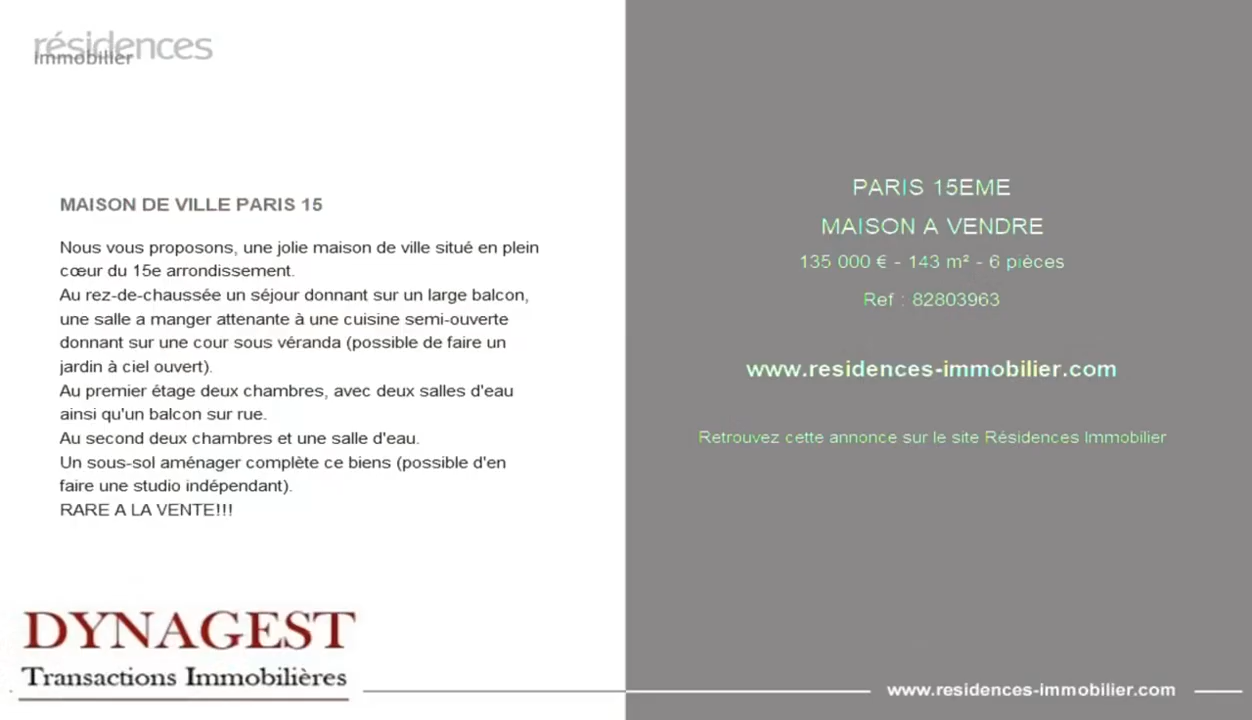 résidences
immobilier
MAISON DE VILLE PARIS 15
Nous vous proposons, une jolie maison de ville situé en plein
cœur du 15e arrondissement.
Au rez-de-chaussée un séjour donnant sur un large balcon,
une salle a manger attenante à une cuisine semi-ouverte
donnant sur une cour sous véranda (possible de faire un
jardin à ciel ouvert).
Au premier étage deux chambres, avec deux salles d'eau
ainsi qu'un balcon sur rue.
Au second deux chambres et une salle d'eau.
Un sous-sol aménager complète ce biens (possible d'en
faire une studio indépendant).
RARE A LA VENTE!!!
DYNAGEST
Transactions Immobilières
PARIS 15EME
MAISON A VENDRE
135 000 € - 143 m² - 6 pièces
Ref : 82803963
www.residences-immobilier.com
Retrouvez cette annonce sur le site Résidences Immobilier
www.residences-immobilier.com